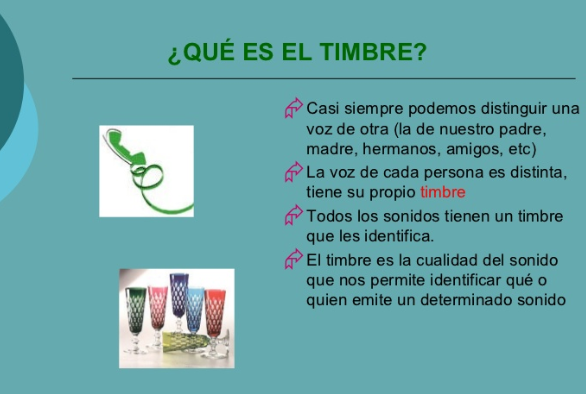 ¿QUÉ ES EL TIMBRE?
Casi siempre podemos distinguir una
voz de otra (la de nuestro padre,
madre, hermanos, amigos, etc)
La voz de cada persona es distinta,
tiene su propio timbre
Todos los sonidos tienen un timbre
que les identifica.
El timbre es la cualidad del sonido
que nos permite identificar qué o
quien emite un determinado sonido